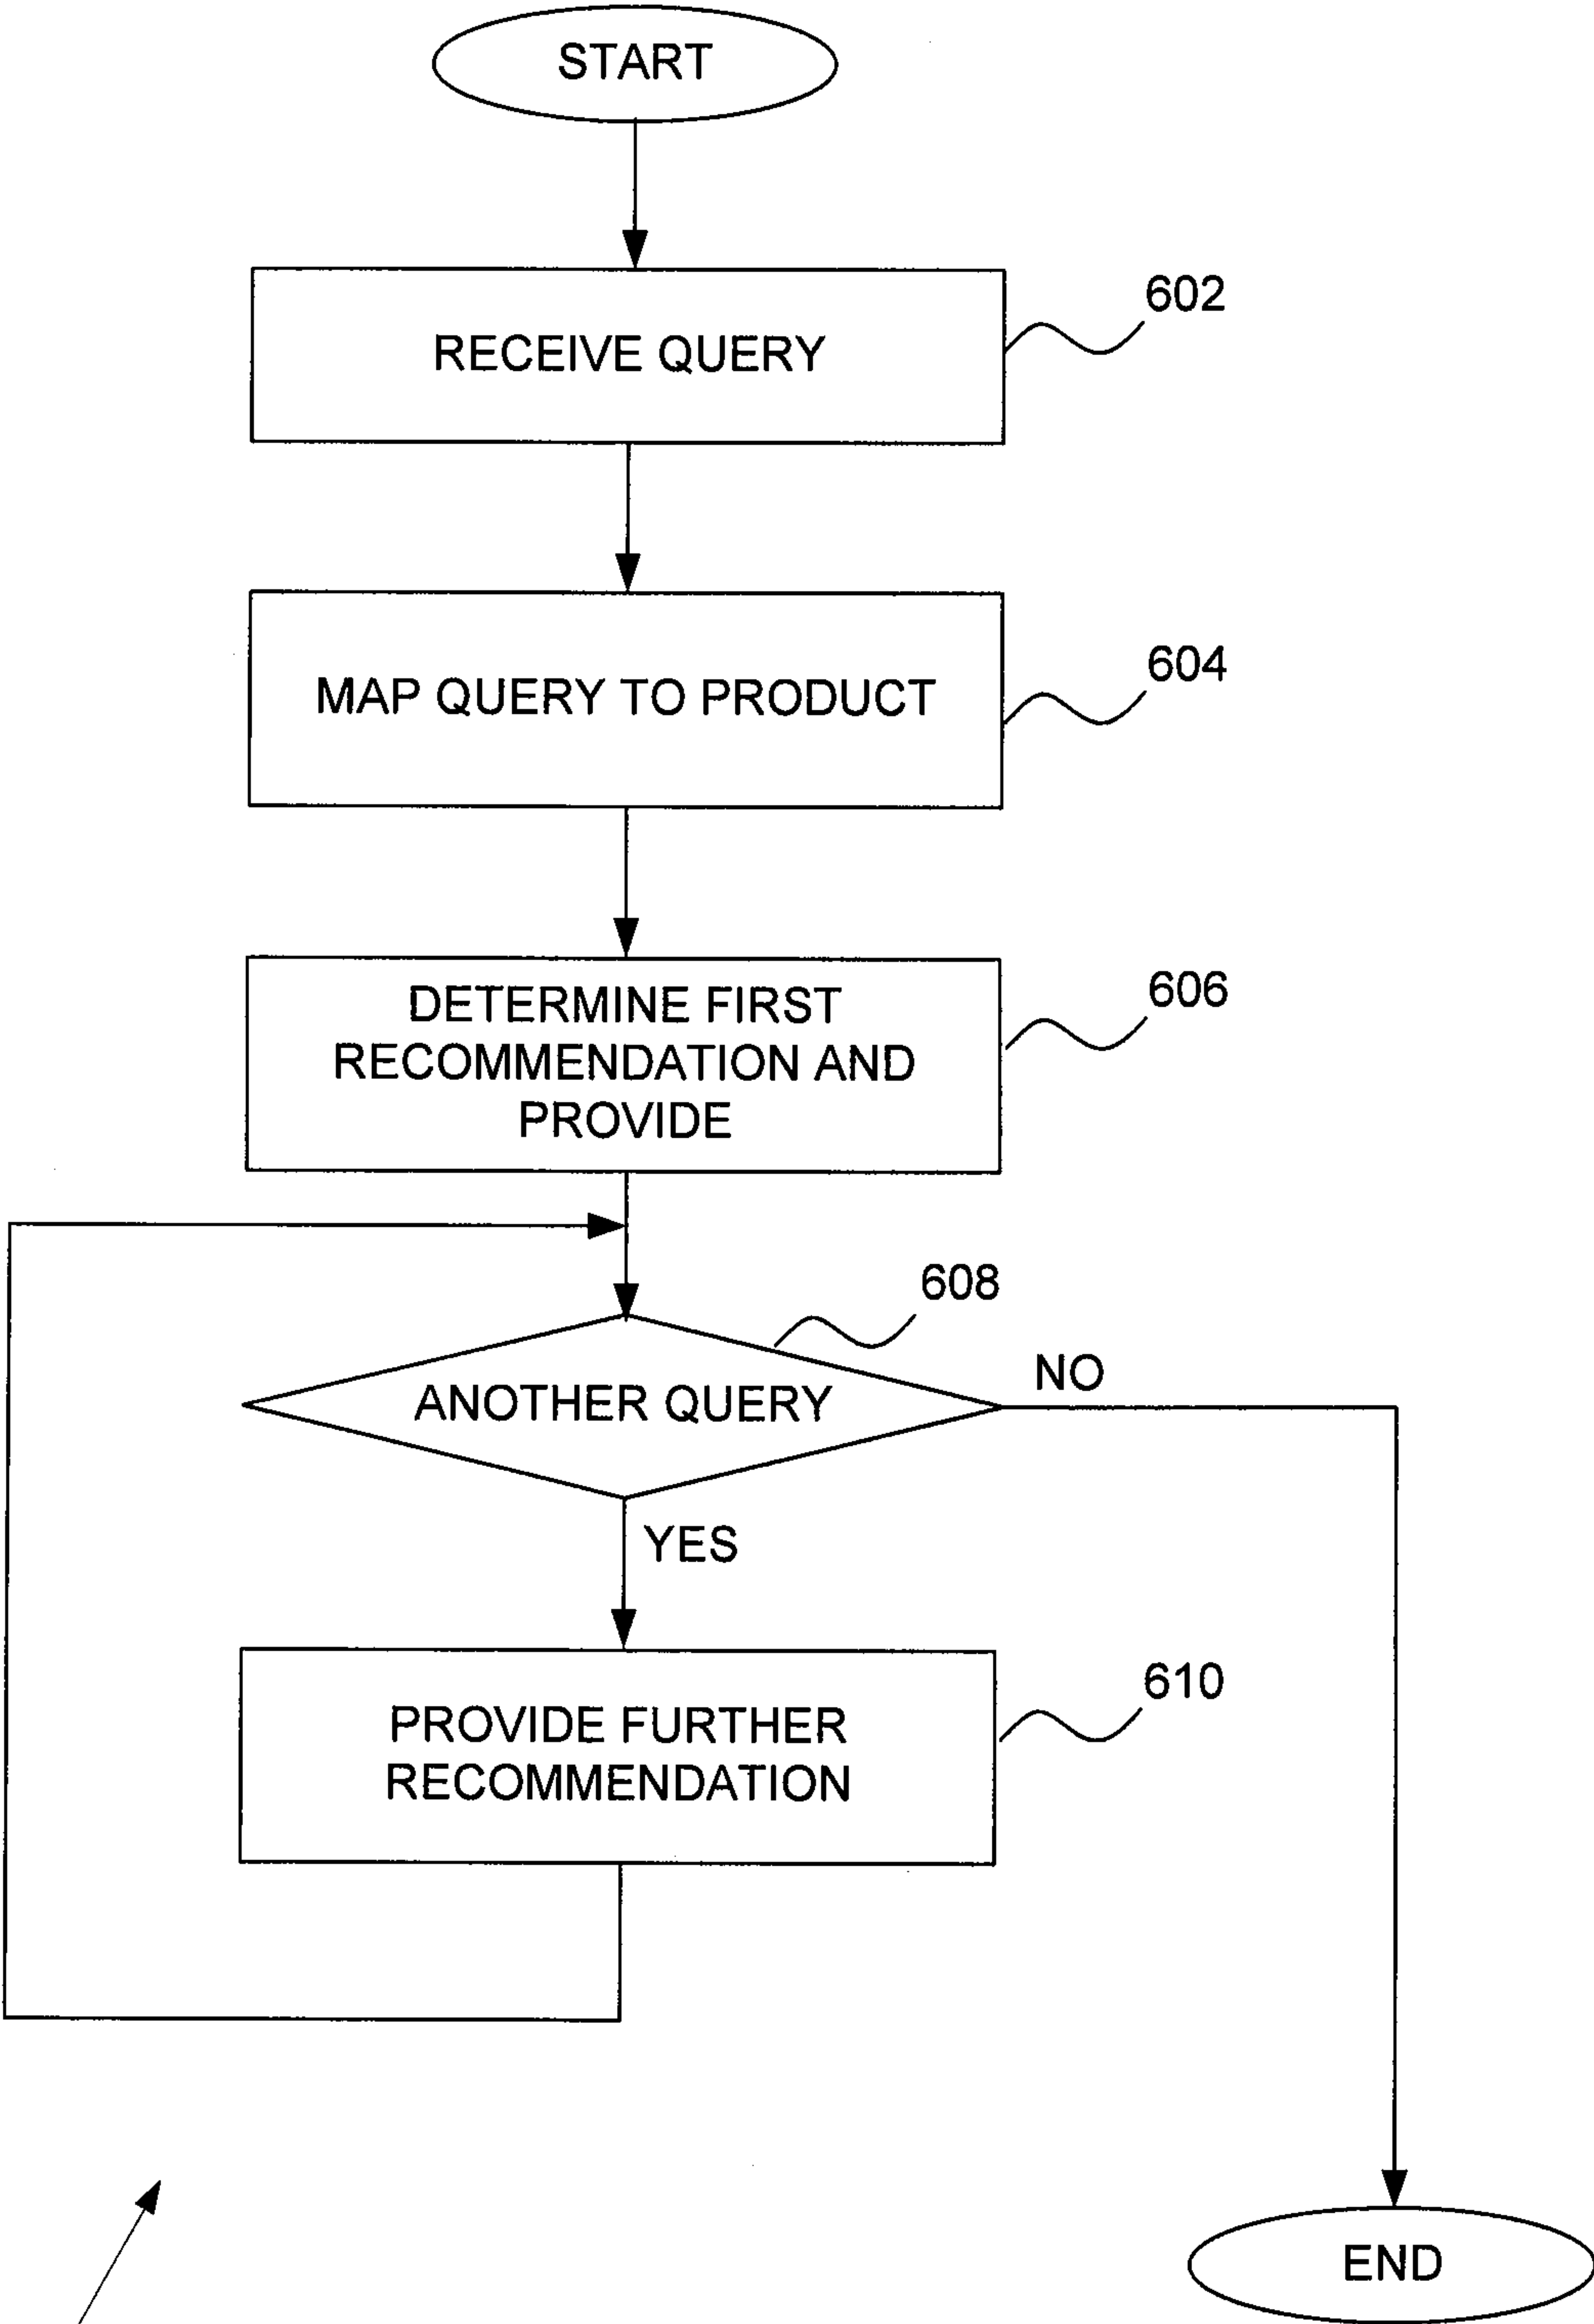 START
RECEIVE QUERY
602
MAP QUERY TO PRODUCT
604
DETERMINE FIRST
RECOMMENDATION AND
PROVIDE
606
608
ANOTHER QUERY
NO
YES
PROVIDE FURTHER
RECOMMENDATION
610
END